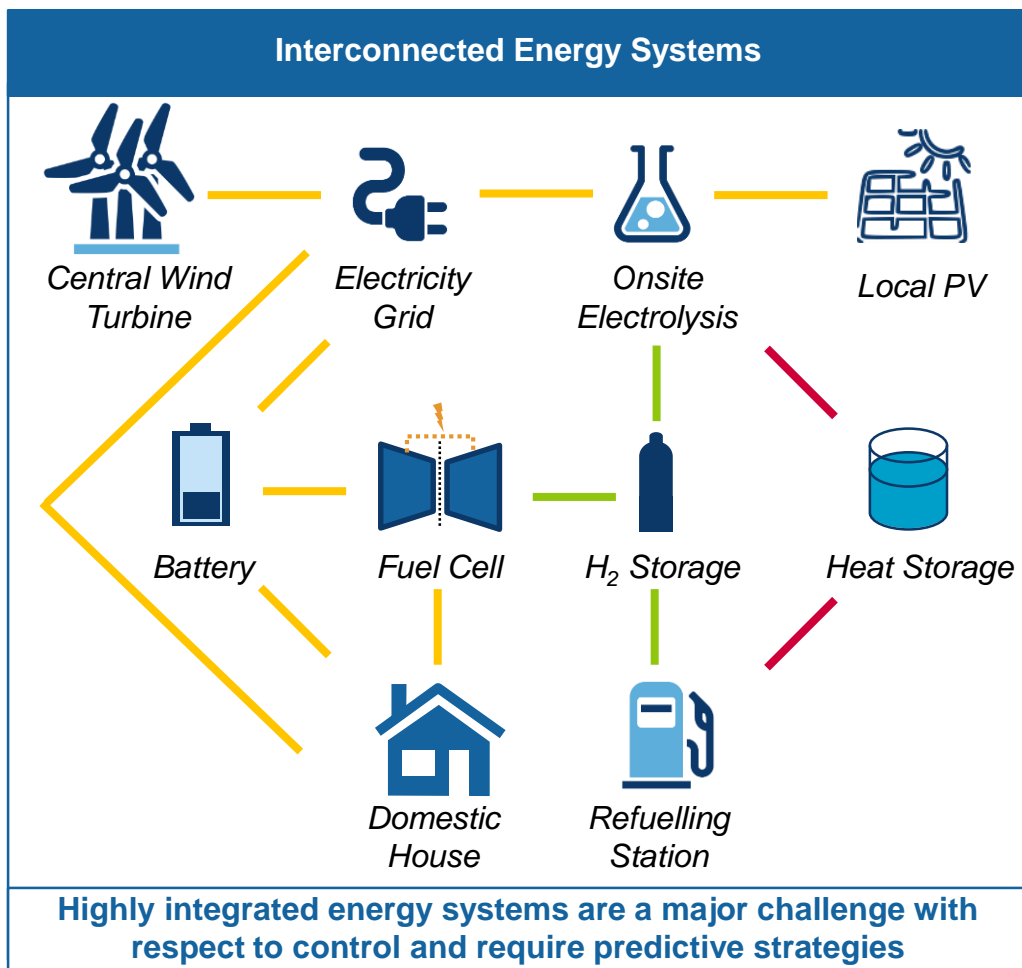 Interconnected Energy Systems
Central Wind
Turbine
Electricity
Grid
Onsite
Electrolysis
Local PV
Battery
Fuel Cell
H₂ Storage
Heat Storage
Domestic
House
Refuelling
Station
Highly integrated energy systems are a major challenge with
respect to control and require predictive strategies